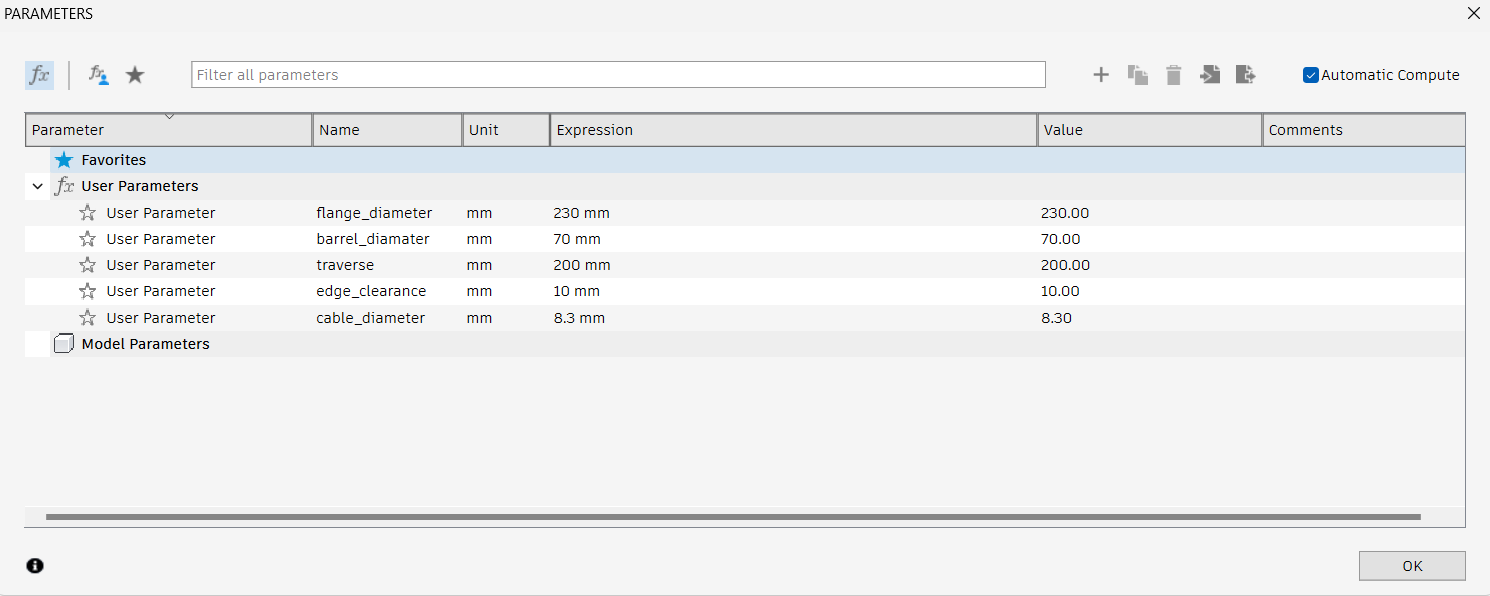 PARAMETERS
fx Filter all parameters Automatic Compute
Parameter Name Unit Expression Value Comments
Favorites
fx User Parameters
User Parameter flange_diameter mm 230 mm 230.00
User Parameter barrel_diamater mm 70 mm 70.00
User Parameter traverse mm 200 mm 200.00
User Parameter edge_clearance mm 10 mm 10.00
User Parameter cable_diameter mm 8.3 mm 8.30
Model Parameters
OK